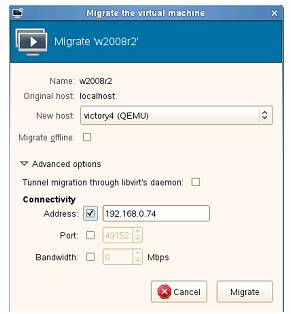 Migrate the virtual machine
Migrate 'w2008r2'
Name: w2008r2
Original host: localhost
New host: victory4 (QEMU)
Migrate offline:
Advanced options
Tunnel migration through libvirt's daemon:
Connectivity
Address: 192.168.0.74
Port: 49152
Bandwidth: 0 Mbps
Cancel Migrate